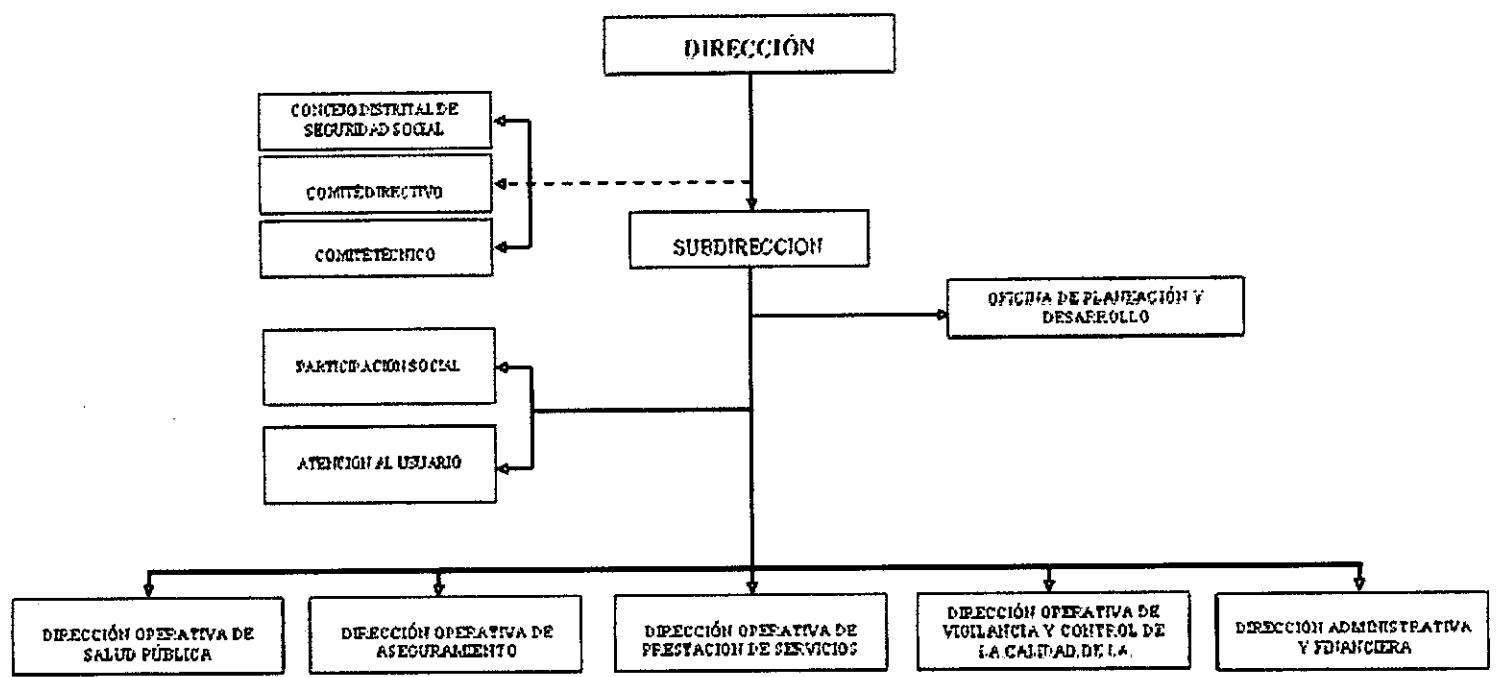 DIRECCIÓN
CONCEJO DISTRITAL DE
SEGURIDAD SOCIAL
COMITÉ DIRECTIVO
COMITE TECNICO
SUBDIRECCION
OFICINA DE PLANEACIÓN Y
DESARROLLO
PARTICIPACION SOCIAL
ATENCION AL USUARIO
DIRECCIÓN OPERATIVA DE
SALUD PÚBLICA
DIRECCIÓN OPERATIVA DE
ASEGURAMIENTO
DIRECCIÓN OPERATIVA DE
PRESTACION DE SERVICIOS
DIRECCIÓN OPERATIVA DE
VIGILANCIA Y CONTROL DE
LA CALIDAD DE LA
DIRECCIÓN ADMINISTRATIVA
Y FINANCIERA